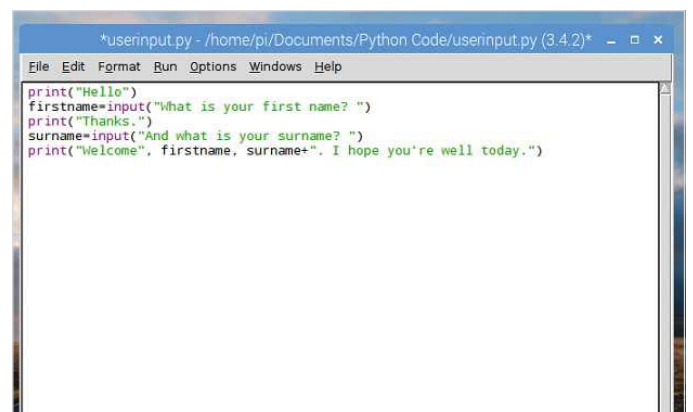 *userinput.py - /home/pi/Documents/Python Code/userinput.py (3.4.2)*
File Edit Format Run Options Windows Help
print("Hello")
firstname=input("What is your first name? ")
print("Thanks.")
surname=input("And what is your surname? ")
print("Welcome", firstname, surname+". I hope you're well today.")